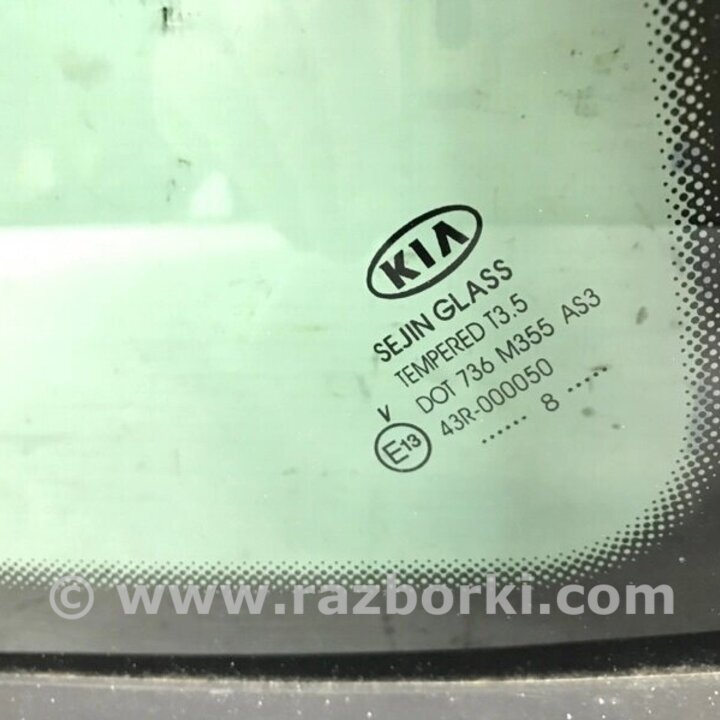 KIA
SEJIN GLASS
TEMPERED T3.5
DOT 736 M355 AS3
V 43R-000050
E13 ...... 8 .....
© www.razborki.com